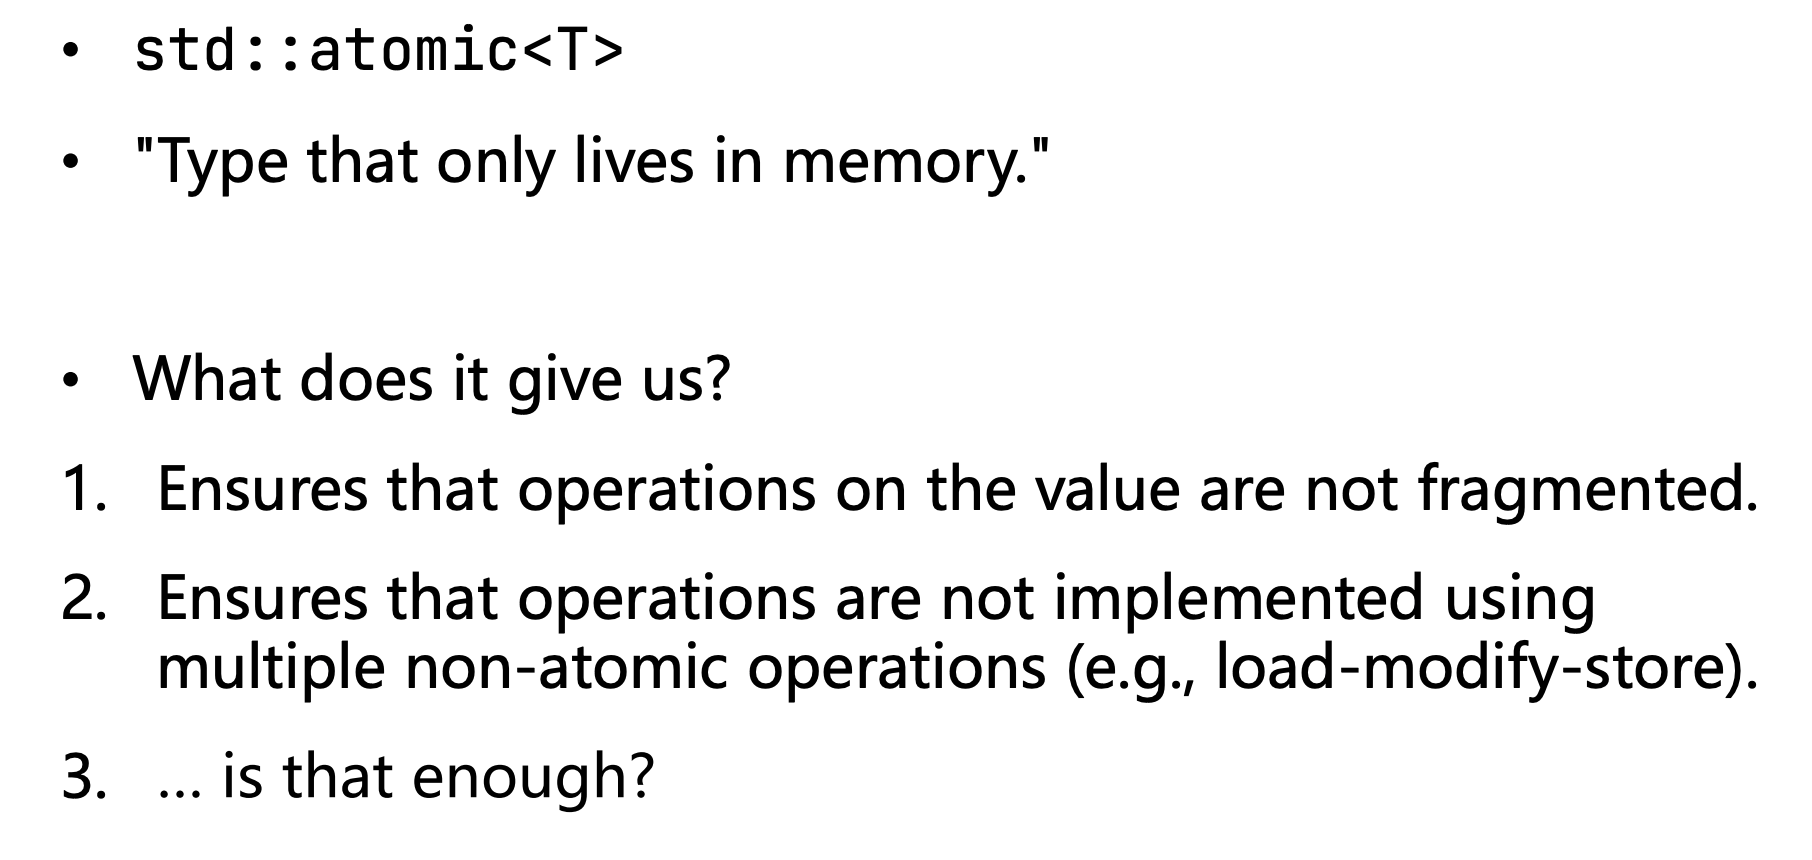 • std::atomic<T>
• "Type that only lives in memory."
• What does it give us?
1. Ensures that operations on the value are not fragmented.
2. Ensures that operations are not implemented using
multiple non-atomic operations (e.g., load-modify-store).
3. ... is that enough?